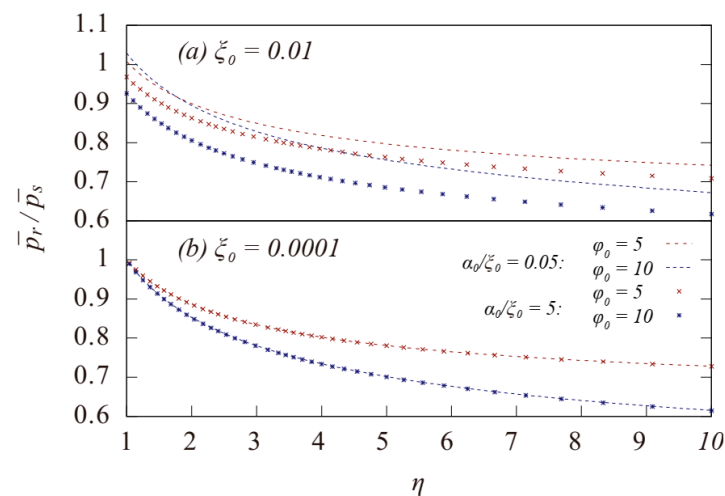 1.1
(a) ξ₀ = 0.01
1
0.9
0.8
0.7
0.6
p̅ᵣ / p̅ₛ
(b) ξ₀ = 0.0001
1
0.9
0.8
0.7
0.6
α₀/ξ₀ = 0.05: φ₀ = 5
φ₀ = 10
α₀/ξ₀ = 5: φ₀ = 5
φ₀ = 10
1 2 3 4 5 6 7 8 9 10
η